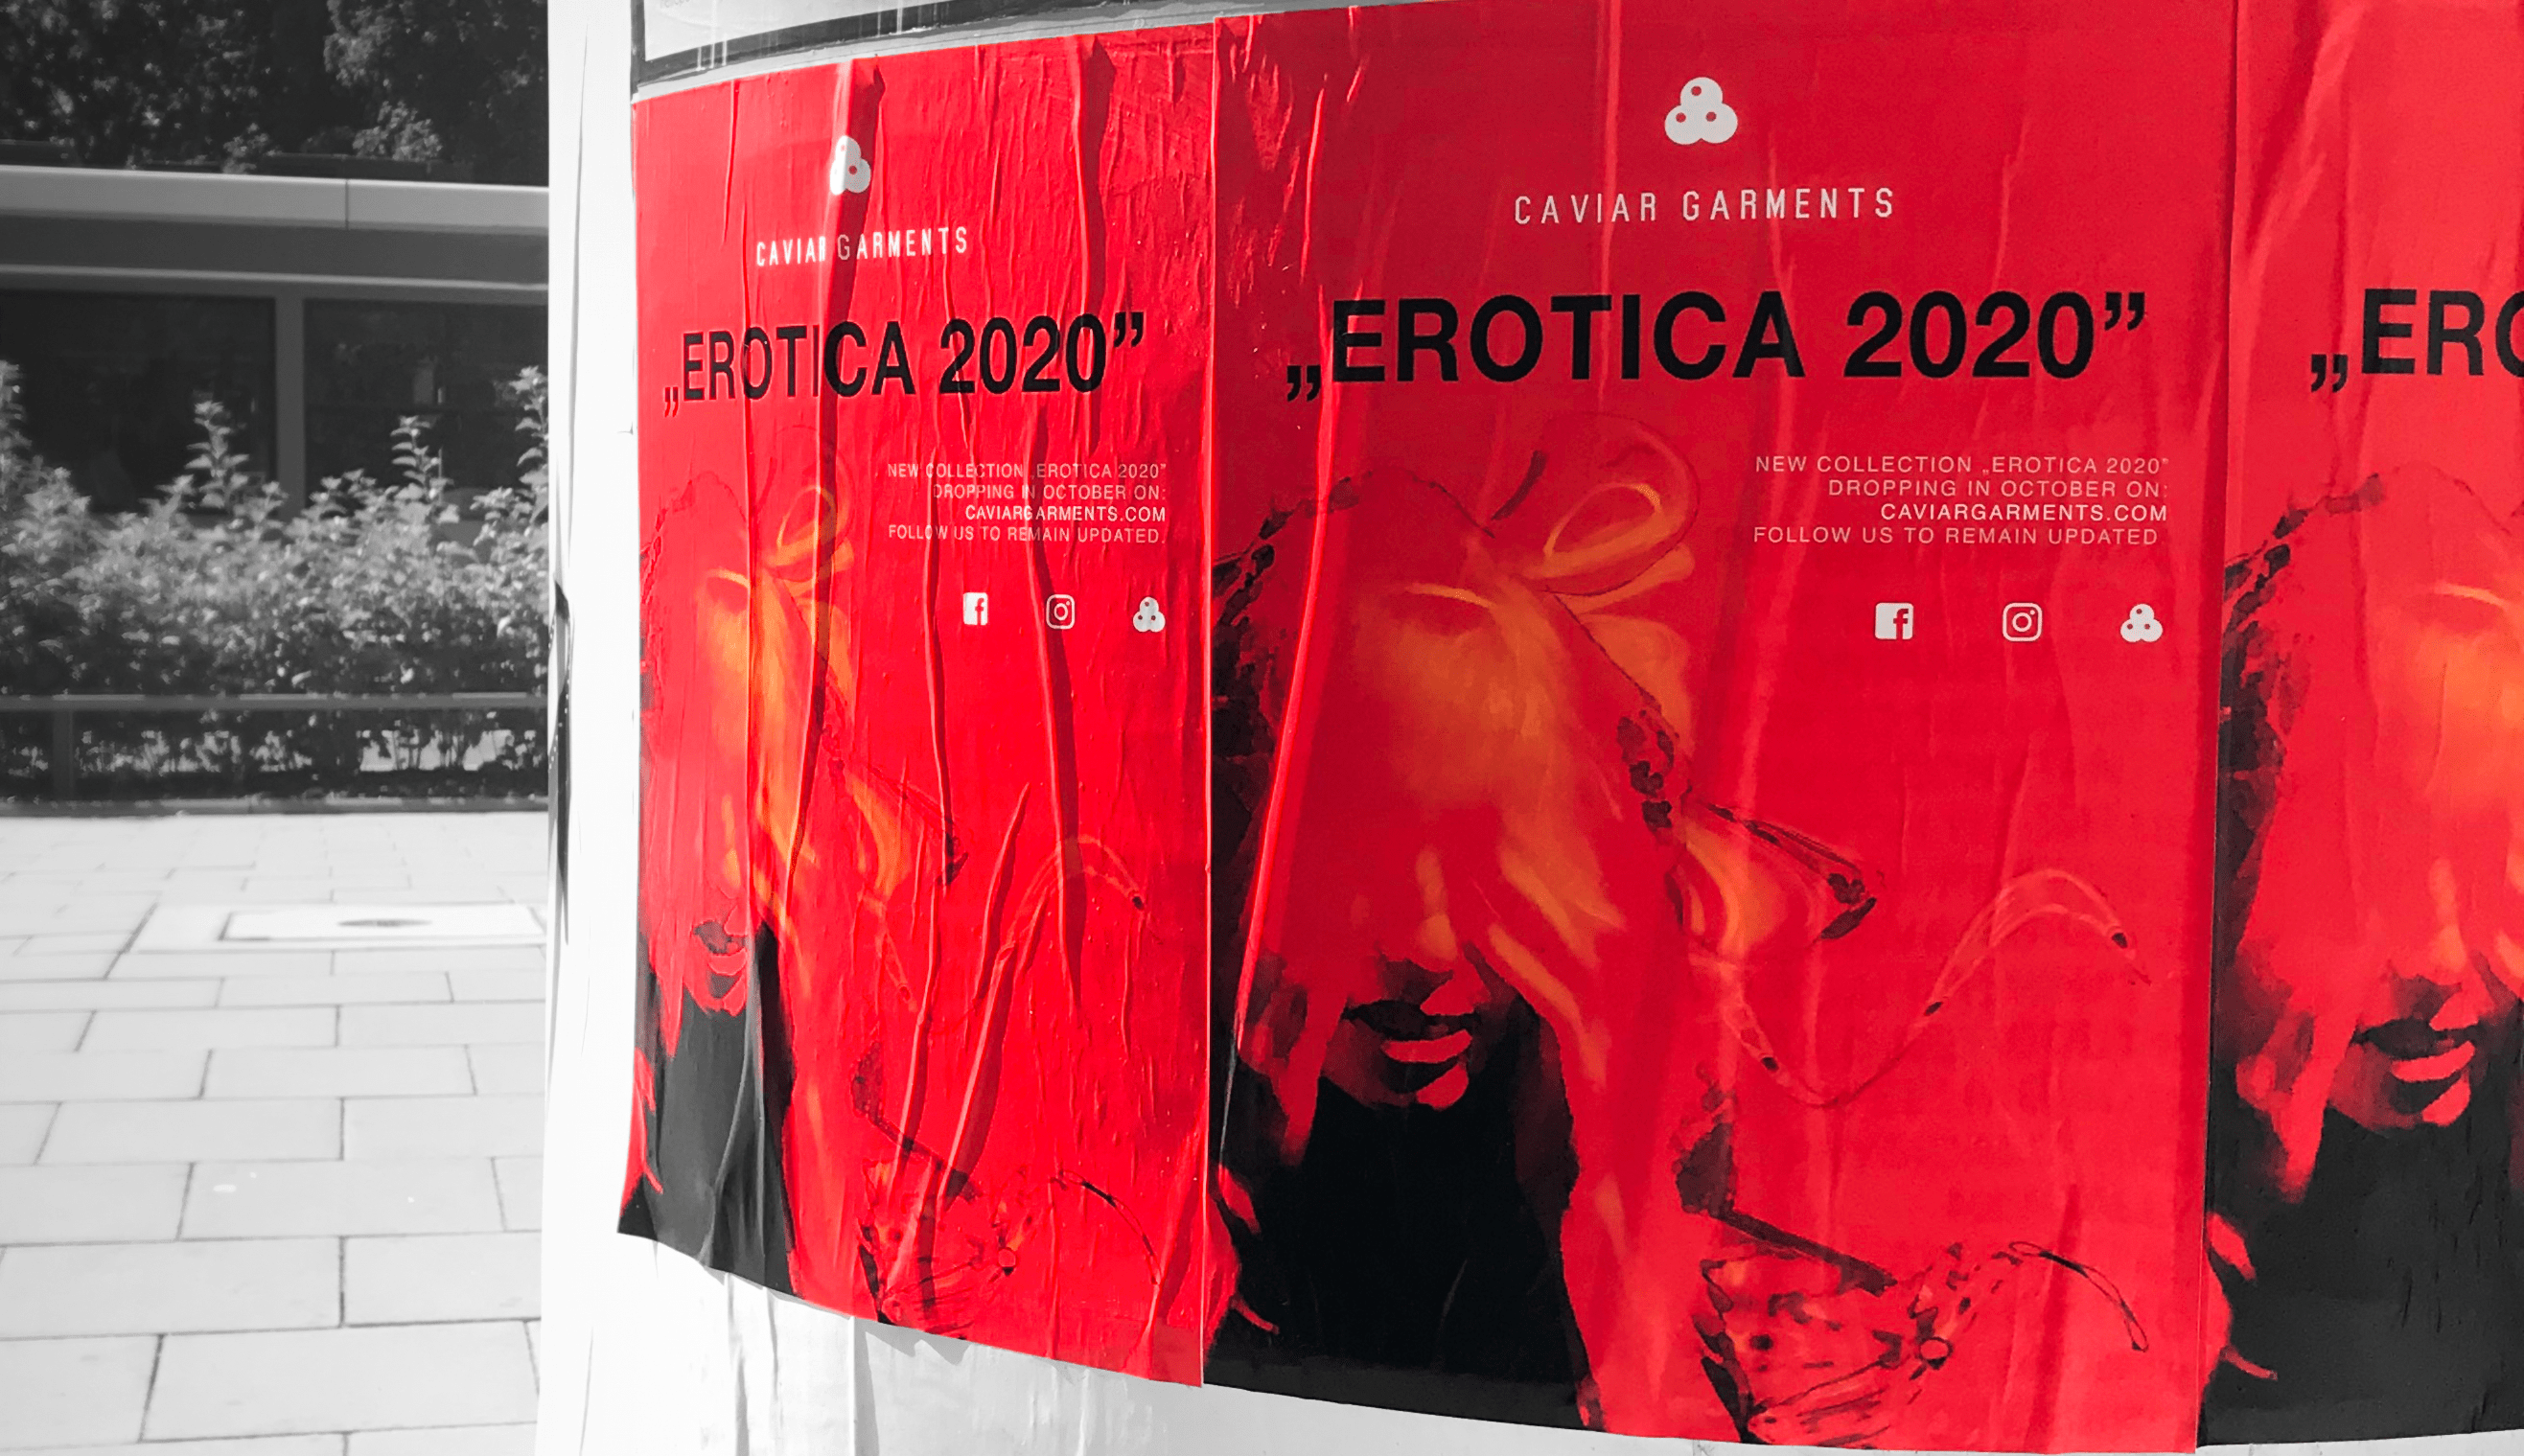 CAVIAR GARMENTS
„EROTICA 2020”
NEW COLLECTION „EROTICA 2020”
DROPPING IN OCTOBER ON:
CAVIARGARMENTS.COM
FOLLOW US TO REMAIN UPDATED.
CAVIAR GARMENTS
„EROTICA 2020”
NEW COLLECTION „EROTICA 2020”
DROPPING IN OCTOBER ON:
CAVIARGARMENTS.COM
FOLLOW US TO REMAIN UPDATED
„ERO